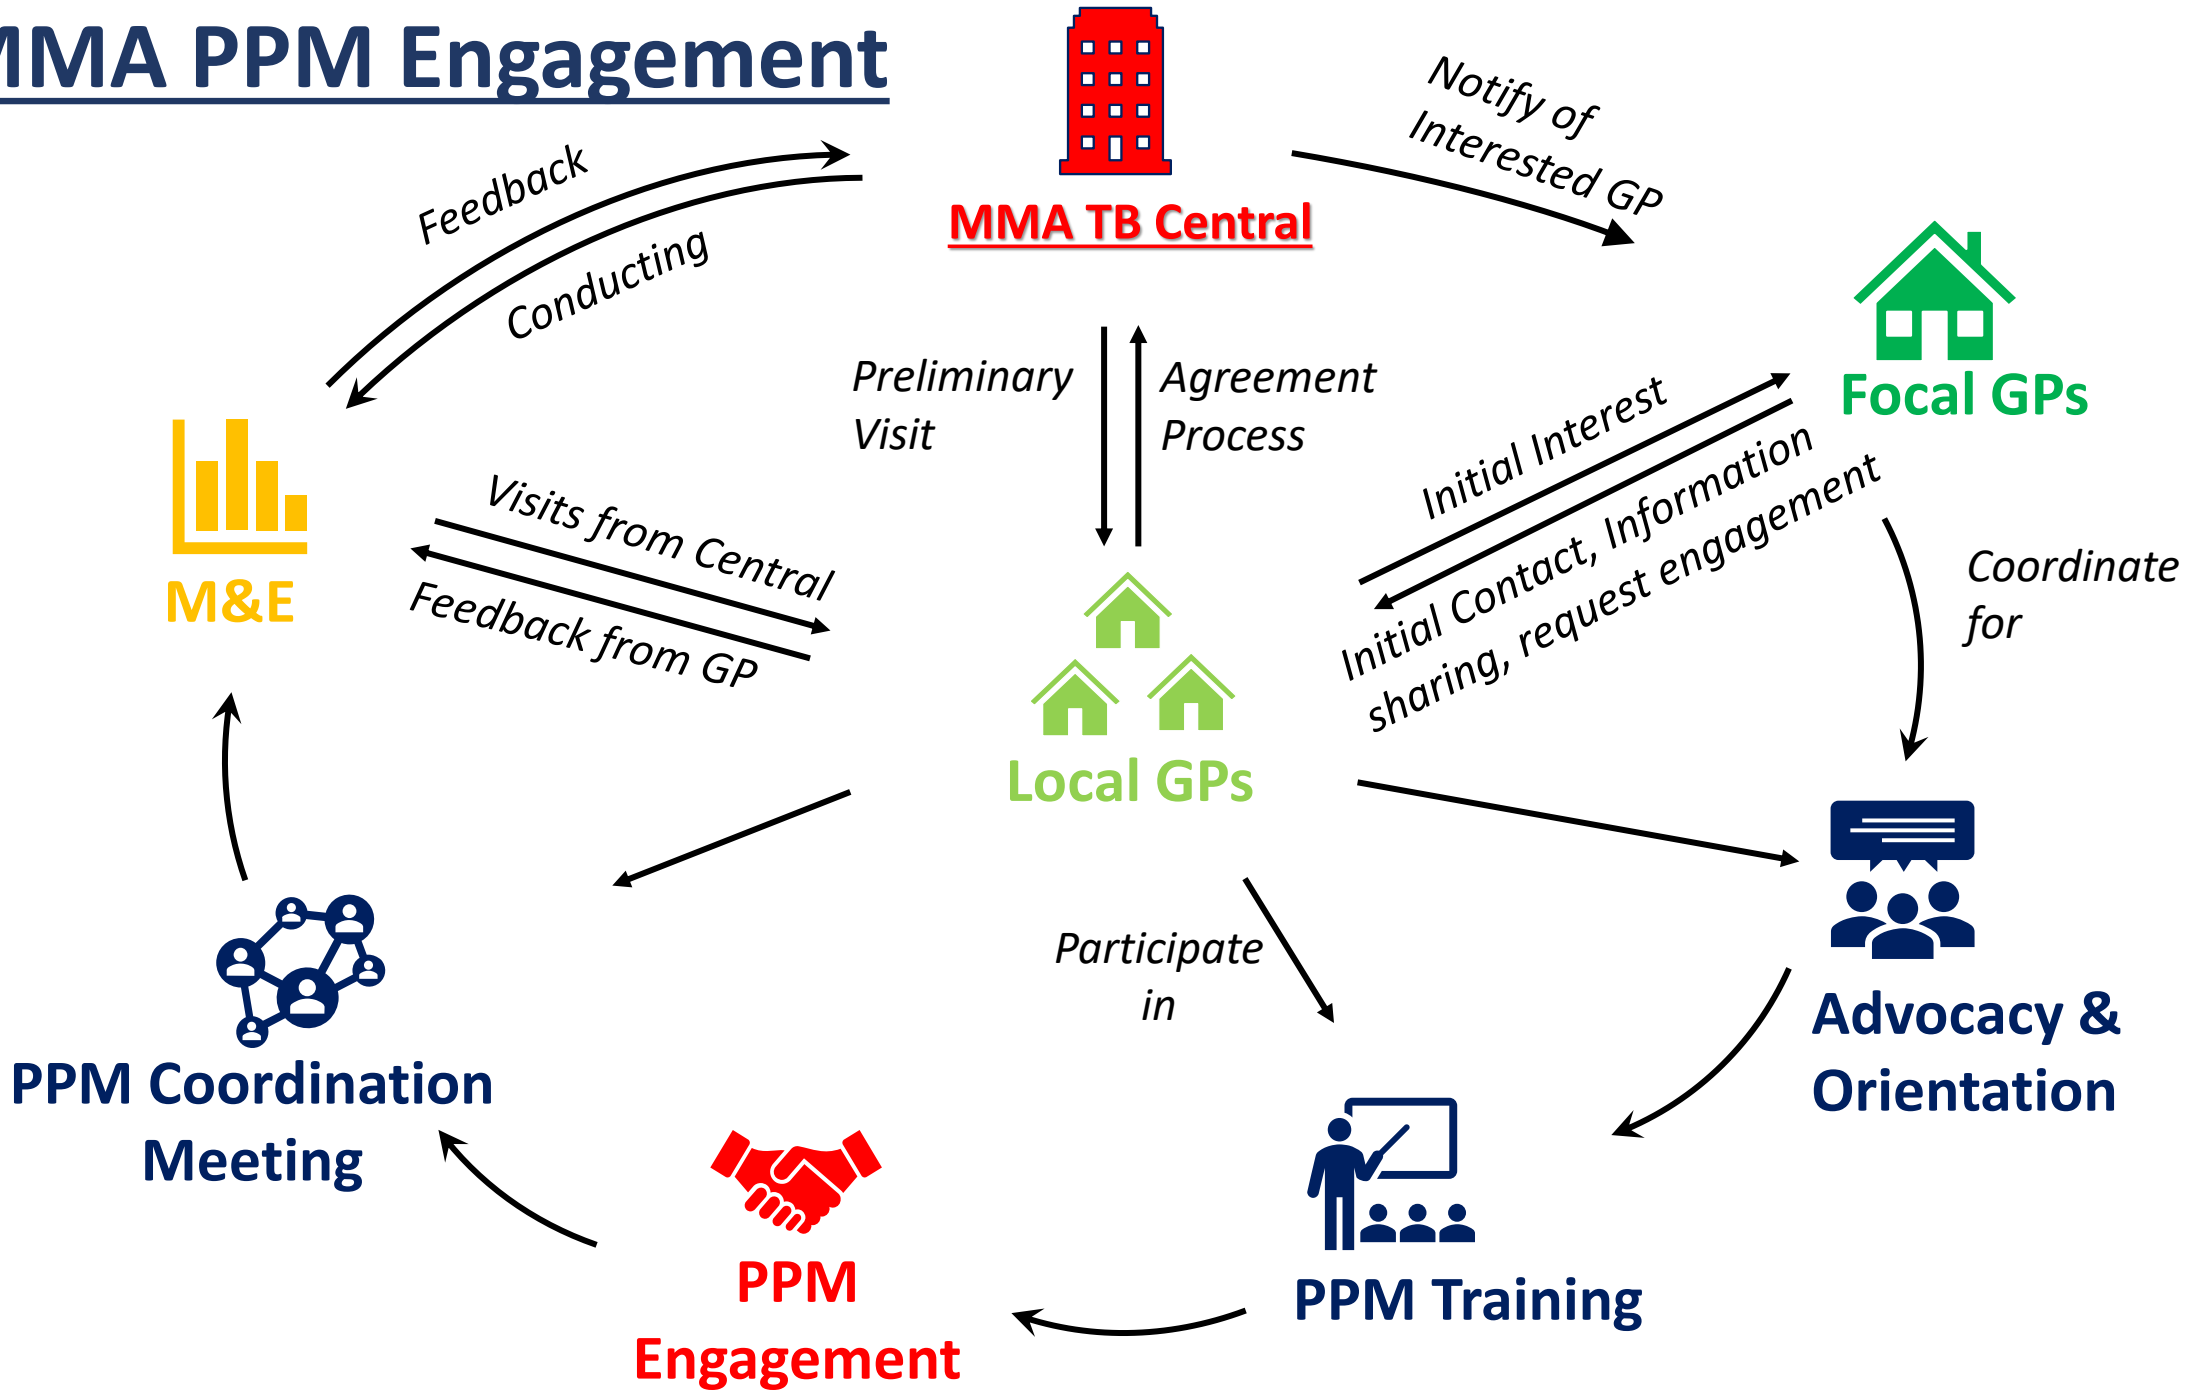 MMA PPM Engagement
Notify of
Interested GP
Feedback
Conducting
MMA TB Central
Preliminary
Visit
Agreement
Process
Focal GPs
Initial Interest
Initial Contact, Information
sharing, request engagement
Coordinate
for
M&E
Visits from Central
Feedback from GP
Local GPs
Participate
in
Advocacy &
Orientation
PPM Coordination
Meeting
PPM Training
PPM
Engagement